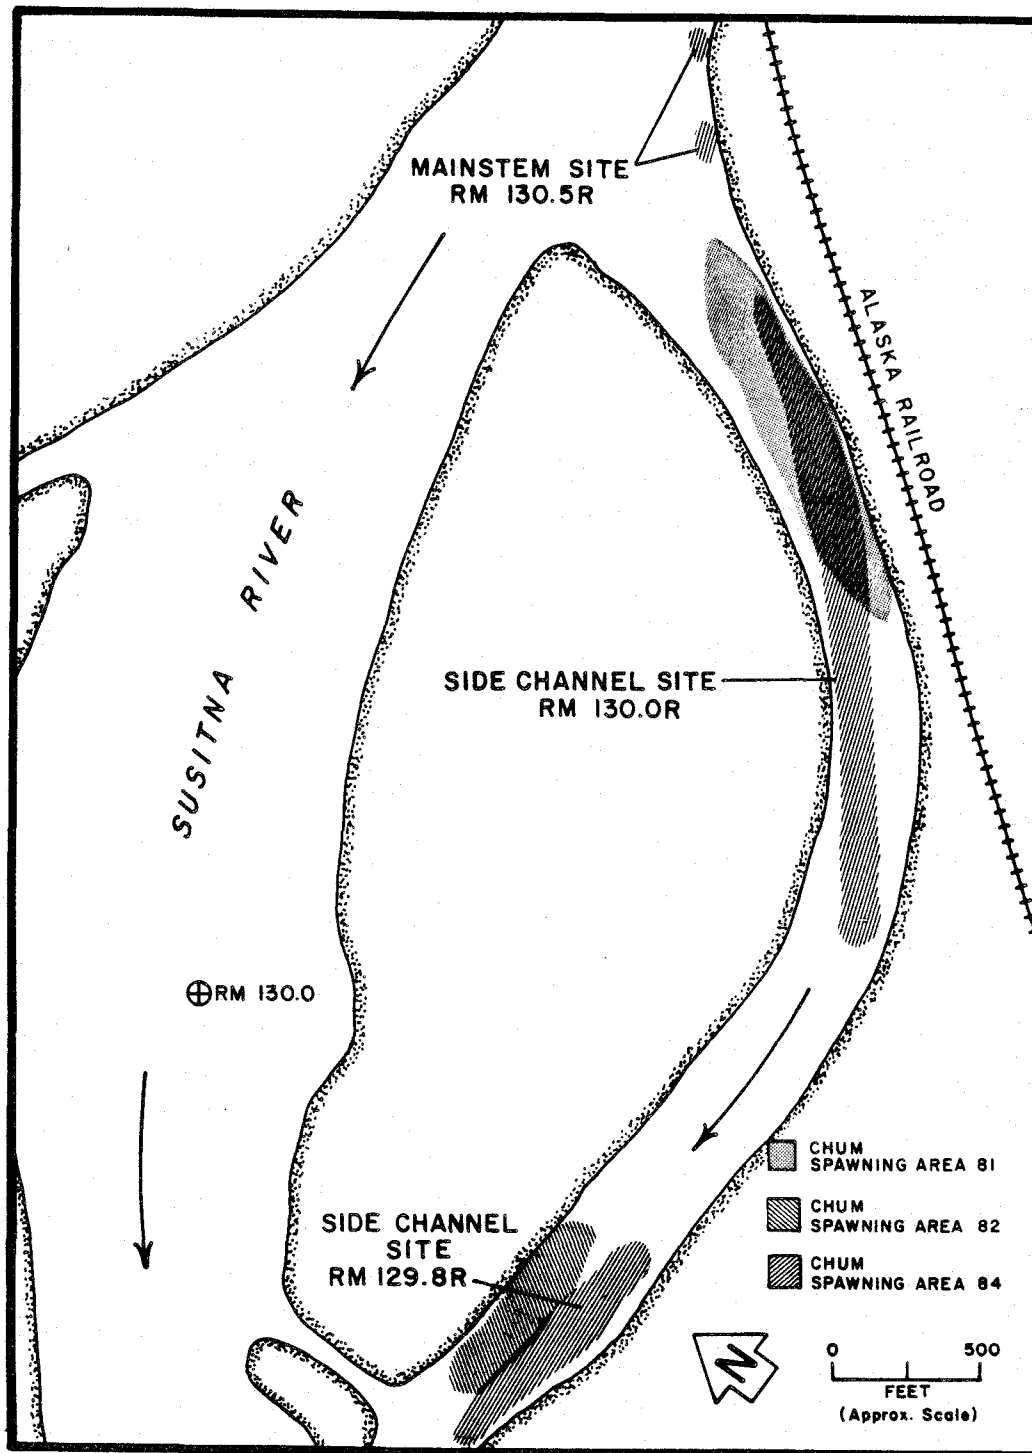 MAINSTEM SITE
RM 130.5R
ALASKA RAILROAD
SUSITNA RIVER
SIDE CHANNEL SITE
RM 130.0R
RM 130.0
CHUM
SPAWNING AREA 81
CHUM
SPAWNING AREA 82
CHUM
SPAWNING AREA 84
SIDE CHANNEL
SITE
RM 129.8R
N
0 500
FEET
(Approx. Scale)